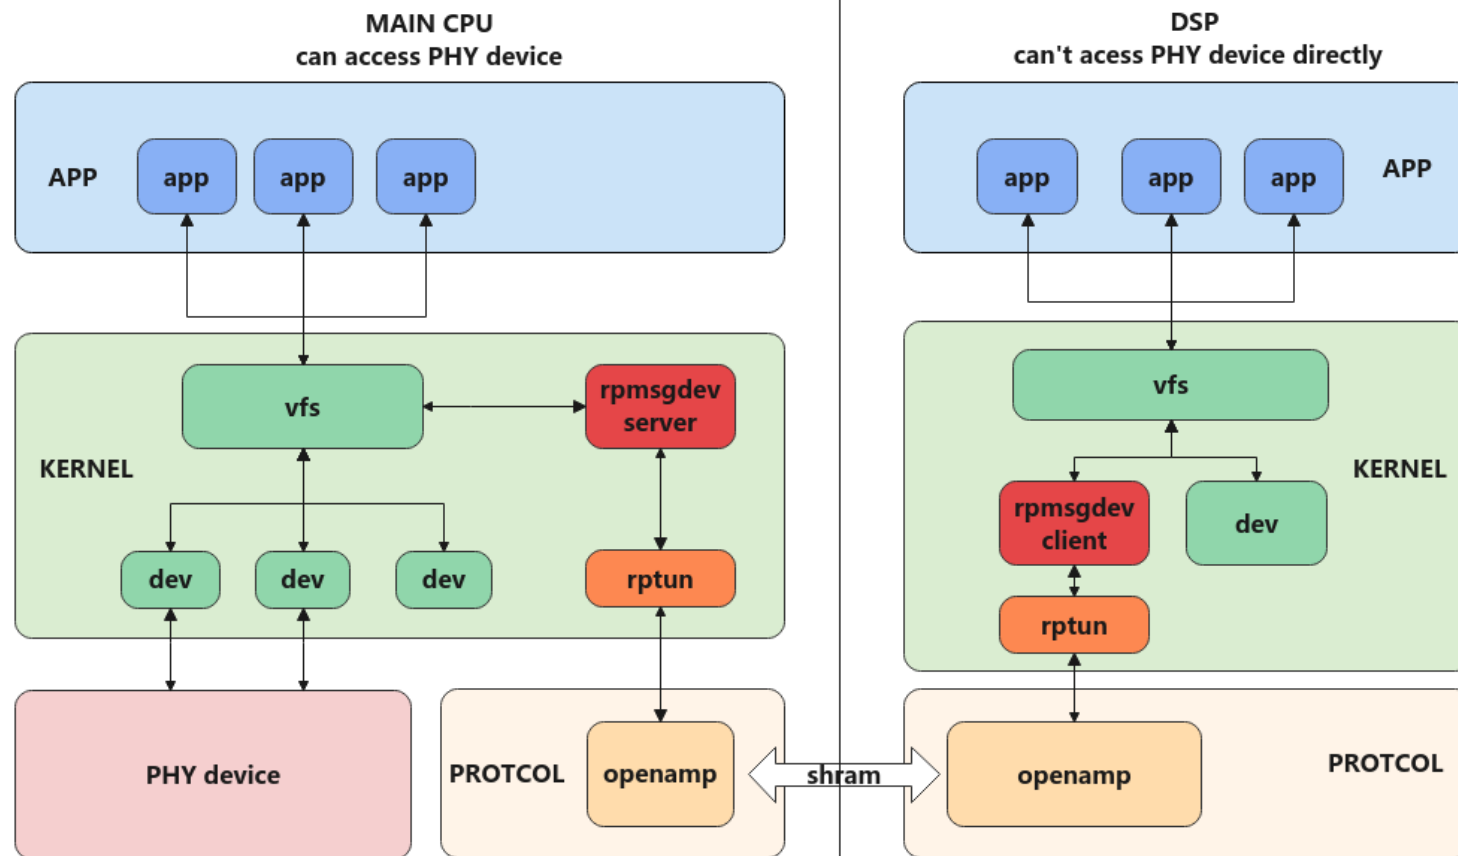 MAIN CPU
can access PHY device
APP
app
app
app
vfs
rpmsgdev
server
KERNEL
dev
dev
dev
rptun
PHY device
PROTCOL
openamp
shram
DSP
can't acess PHY device directly
app
app
app
APP
vfs
KERNEL
rpmsgdev
client
dev
rptun
openamp
PROTCOL